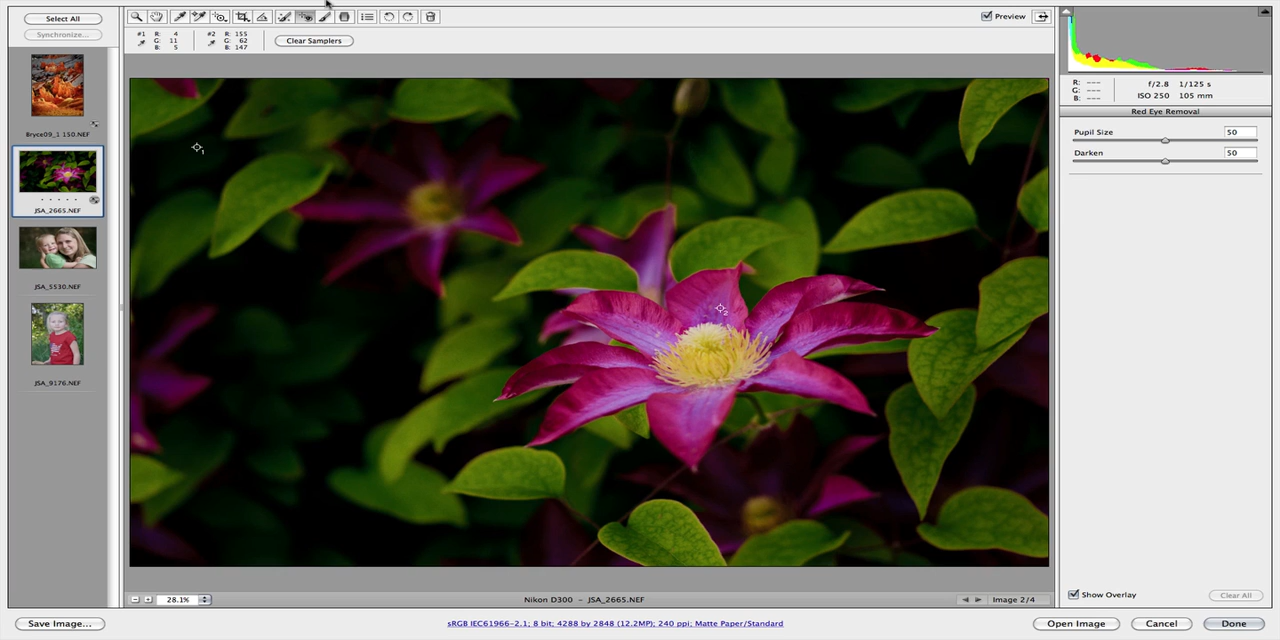 Select All
Synchronize...
Bryce09_1 150.NEF
JSA_2665.NEF
JSA_5530.NEF
JSA_9176.NEF
Preview
#1 R: 4
G: 11
B: 5
#2 R: 155
G: 62
B: 147
Clear Samplers
1
2
28.1%
Nikon D300 – JSA_2665.NEF
Image 2/4
R: ---
G: ---
B: ---
f/2.8 1/125 s
ISO 250 105 mm
Red Eye Removal
Pupil Size 50
Darken 50
Show Overlay
Clear All
Save Image...
sRGB IEC61966-2.1; 8 bit; 4288 by 2848 (12.2MP); 240 ppi; Matte Paper/Standard
Open Image
Cancel
Done